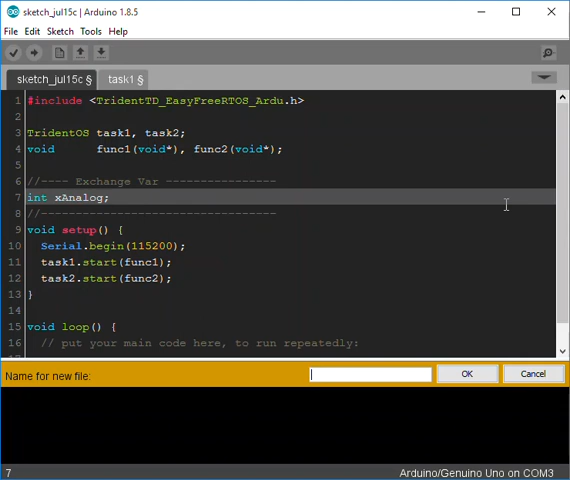 sketch_jul15c | Arduino 1.8.5
File Edit Sketch Tools Help
sketch_jul15c § task1 §
1 #include <TridentTD_EasyFreeRTOS_Ardu.h>
2
3 TridentOS task1, task2;
4 void func1(void*), func2(void*);
5
6 //---- Exchange Var ----------------
7 int xAnalog;
8 //----------------------------------
9 void setup() {
10 Serial.begin(115200);
11 task1.start(func1);
12 task2.start(func2);
13 }
14
15 void loop() {
16 // put your main code here, to run repeatedly:
Name for new file: OK Cancel
7 Arduino/Genuino Uno on COM3